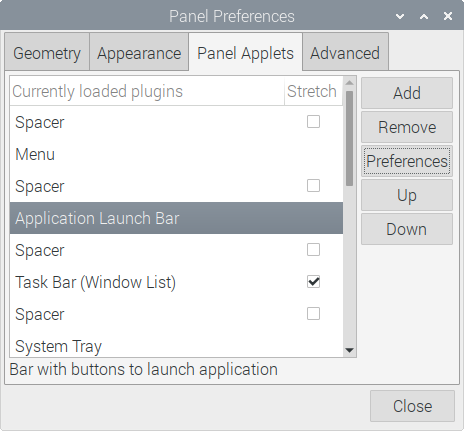 Panel Preferences
Geometry Appearance Panel Applets Advanced
Currently loaded plugins Stretch
Spacer
Menu
Spacer
Application Launch Bar
Spacer
Task Bar (Window List)
Spacer
System Tray
Bar with buttons to launch application
Add
Remove
Preferences
Up
Down
Close